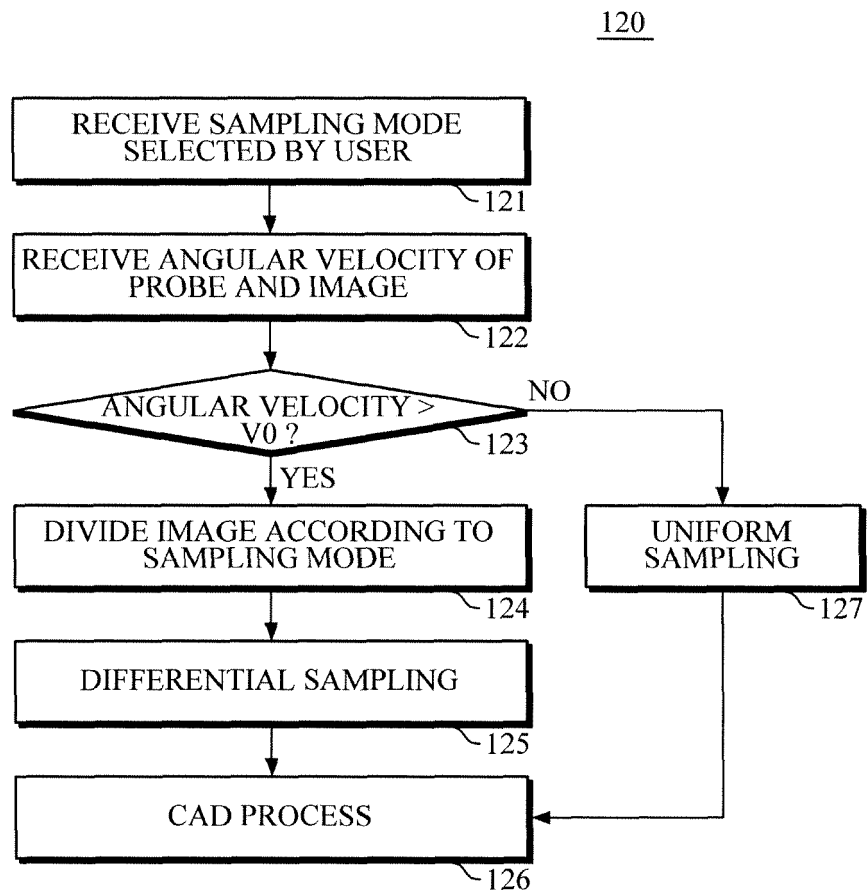 120
RECEIVE SAMPLING MODE
SELECTED BY USER
121
RECEIVE ANGULAR VELOCITY OF
PROBE AND IMAGE
122
ANGULAR VELOCITY >
V0 ?
123
NO
YES
DIVIDE IMAGE ACCORDING TO
SAMPLING MODE
124
UNIFORM
SAMPLING
127
DIFFERENTIAL SAMPLING
125
CAD PROCESS
126